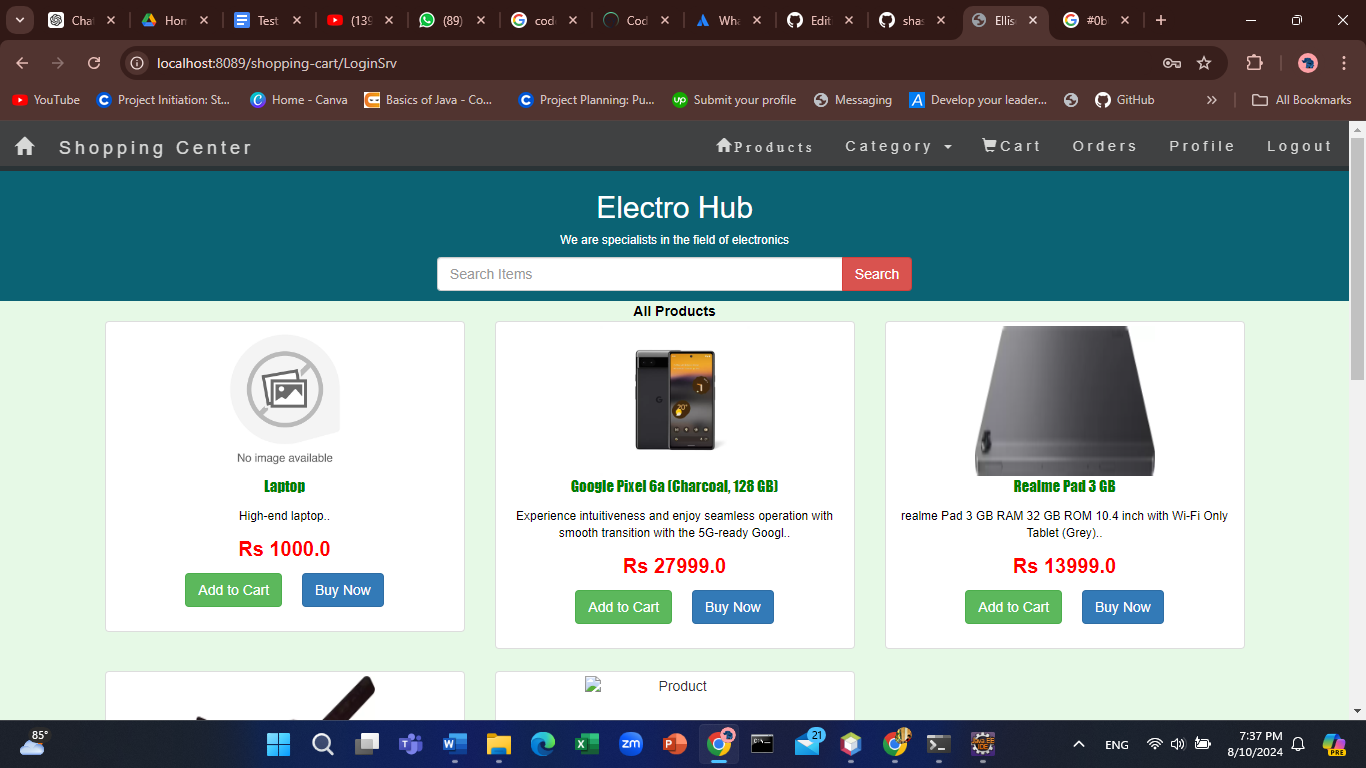 Chat
Hom
Test
(139
(89)
code
Cod
Wha
Editi
shas
Ellis
#0b
localhost:8089/shopping-cart/LoginSrv
YouTube
Project Initiation: St...
Home - Canva
Basics of Java - Co...
Project Planning: Pu...
Submit your profile
Messaging
Develop your leader...
GitHub
»
All Bookmarks
Shopping Center
Products
Category
Cart
Orders
Profile
Logout
Electro Hub
We are specialists in the field of electronics
Search Items
Search
All Products
No image available
Laptop
High-end laptop..
Rs 1000.0
Add to Cart
Buy Now
Google Pixel 6a (Charcoal, 128 GB)
Experience intuitiveness and enjoy seamless operation with
smooth transition with the 5G-ready Googl..
Rs 27999.0
Add to Cart
Buy Now
Realme Pad 3 GB
realme Pad 3 GB RAM 32 GB ROM 10.4 inch with Wi-Fi Only
Tablet (Grey)..
Rs 13999.0
Add to Cart
Buy Now
Product
85°
zm
21
ENG
7:37 PM
8/10/2024
PRE